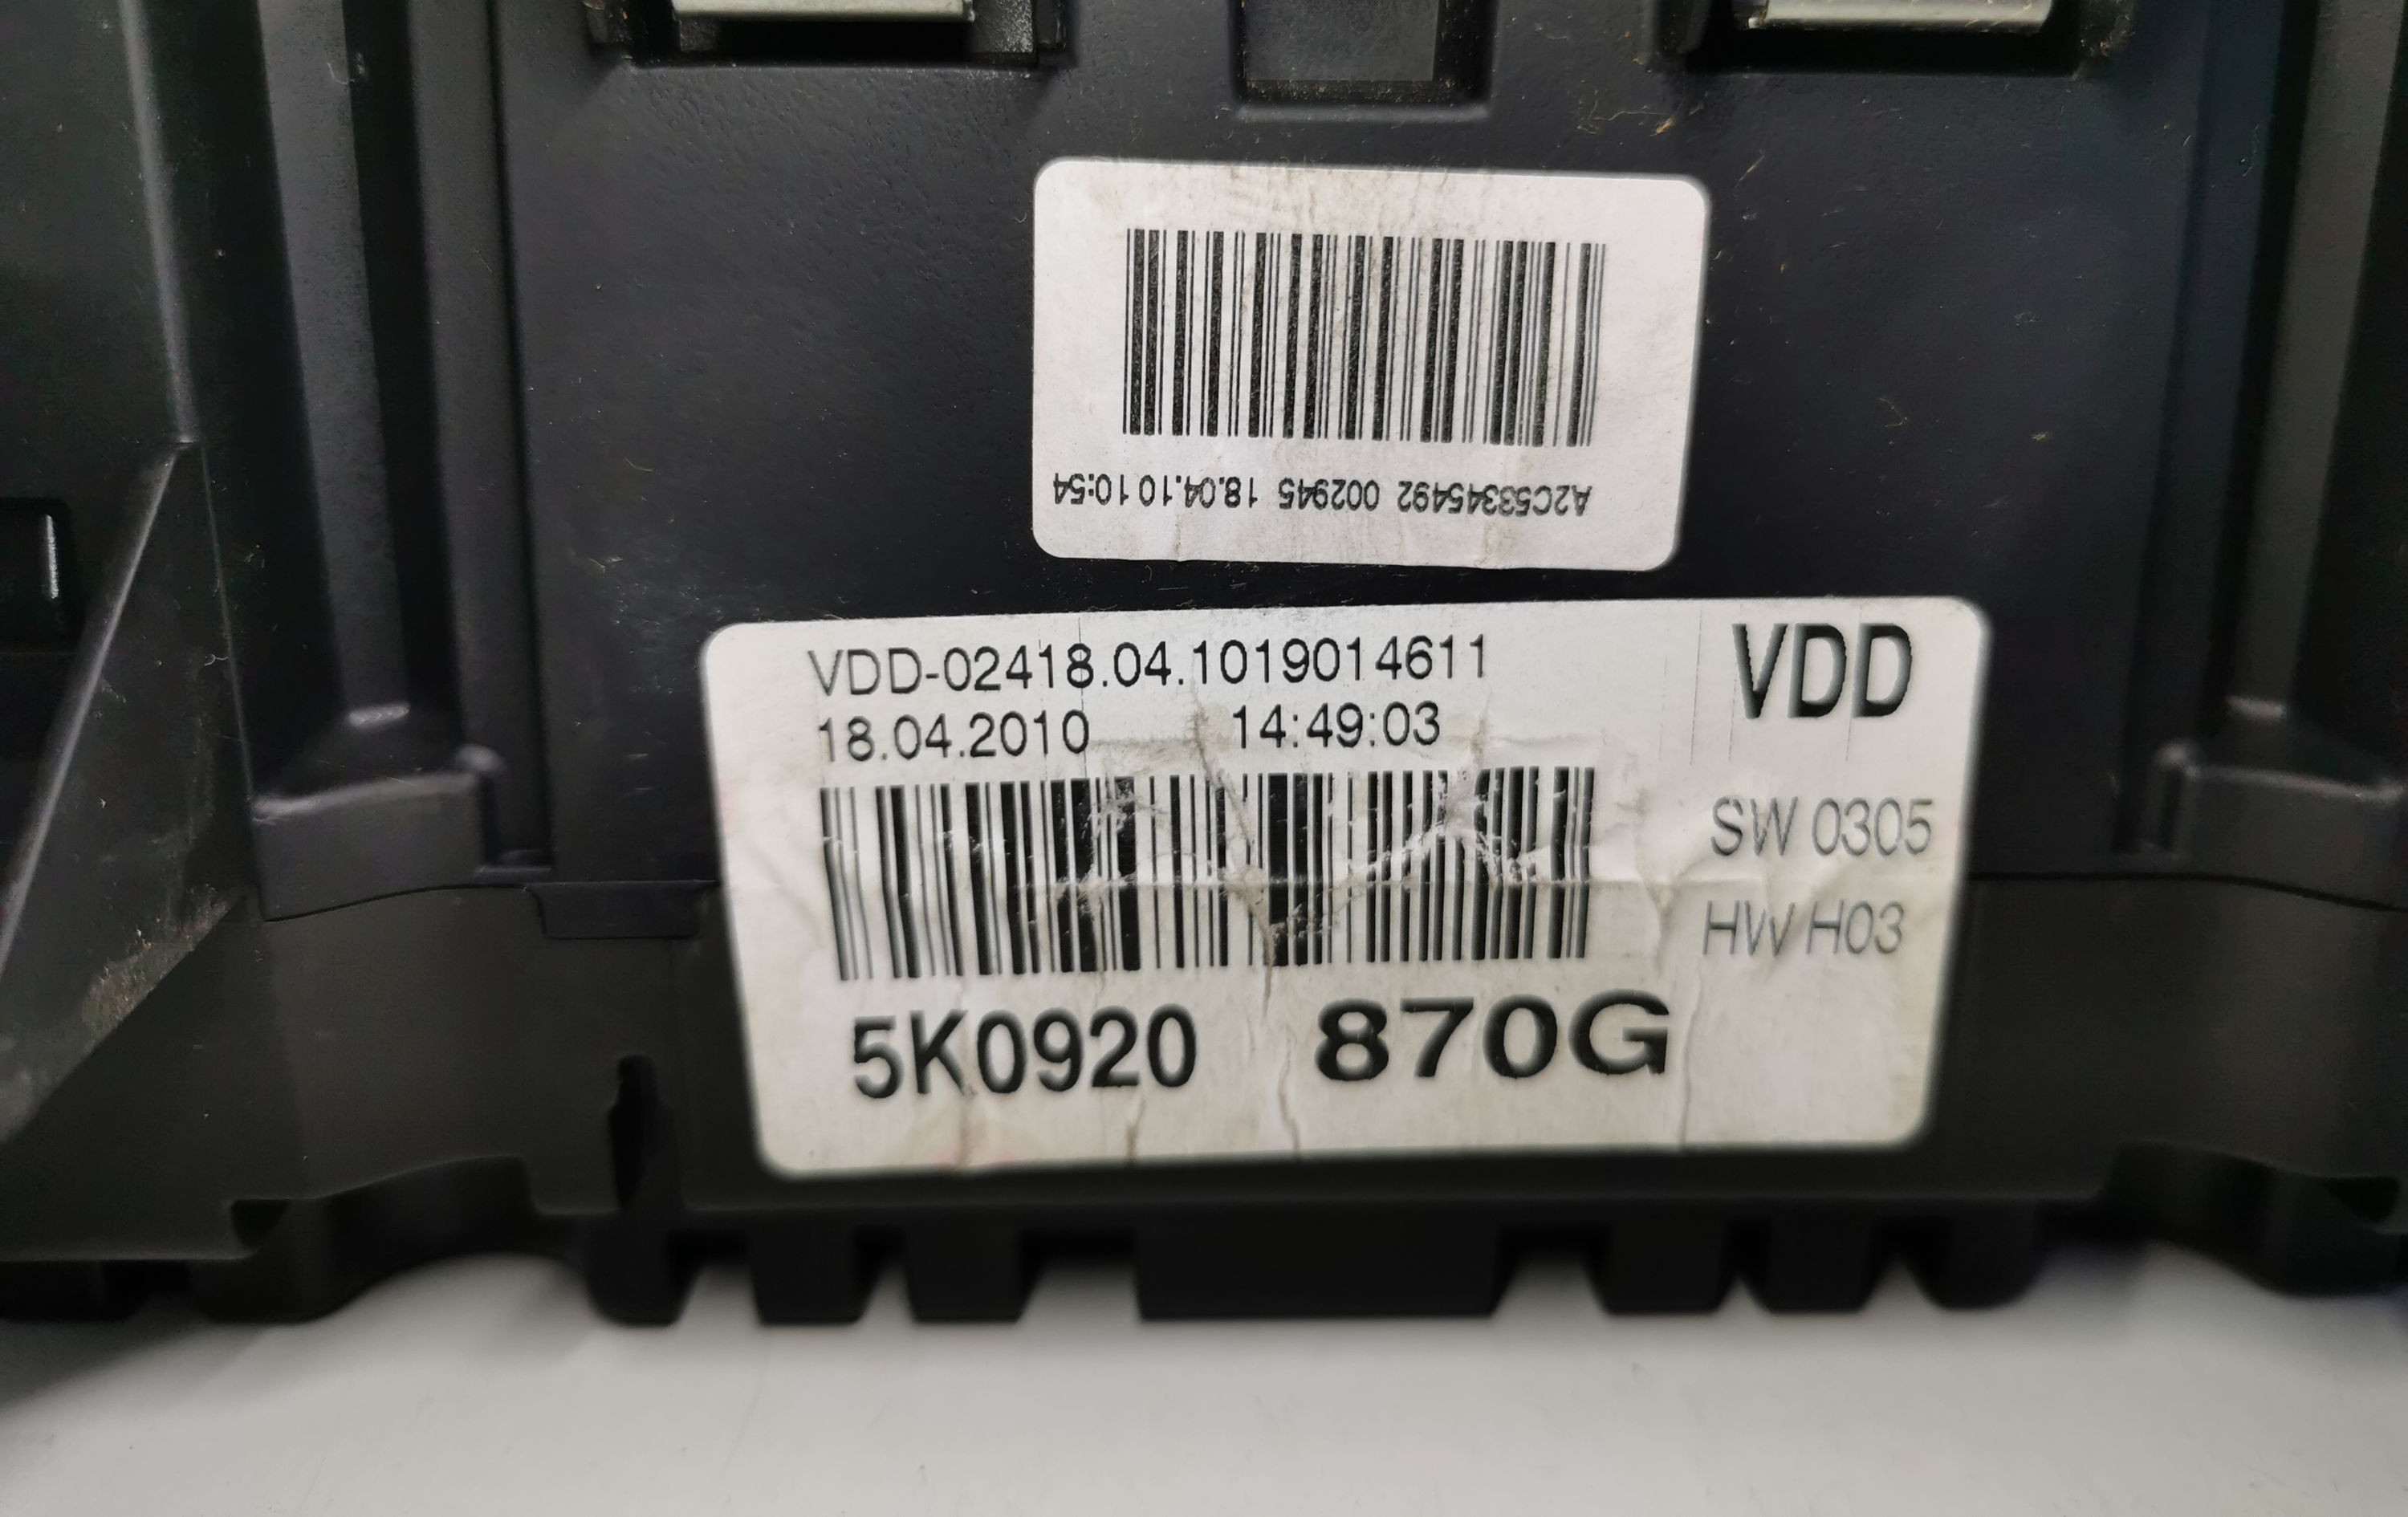 A2C53345492 002945 18.04.10 10:54
VDD-02418.04.1019014611
VDD
18.04.2010 14:49:03
SW 0305
HW H03
5K0920 870G